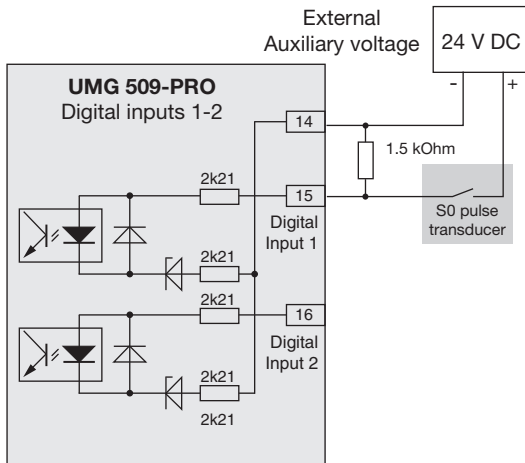 External
Auxiliary voltage
24 V DC
- +
UMG 509-PRO
Digital inputs 1-2
14
1.5 kOhm
2k21
15
Digital
Input 1
S0 pulse
transducer
2k21
2k21
16
Digital
Input 2
2k21
2k21